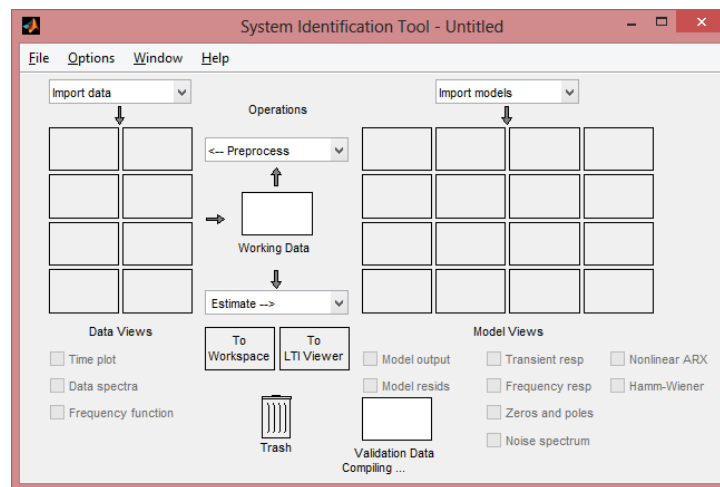 System Identification Tool - Untitled
File Options Window Help
Import data
Import models
Operations
<-- Preprocess
Working Data
Estimate -->
Data Views
To Workspace
To LTI Viewer
Model Views
Time plot
Data spectra
Frequency function
Model output
Model resids
Transient resp
Frequency resp
Zeros and poles
Noise spectrum
Nonlinear ARX
Hamm-Wiener
Trash
Validation Data
Compiling ...